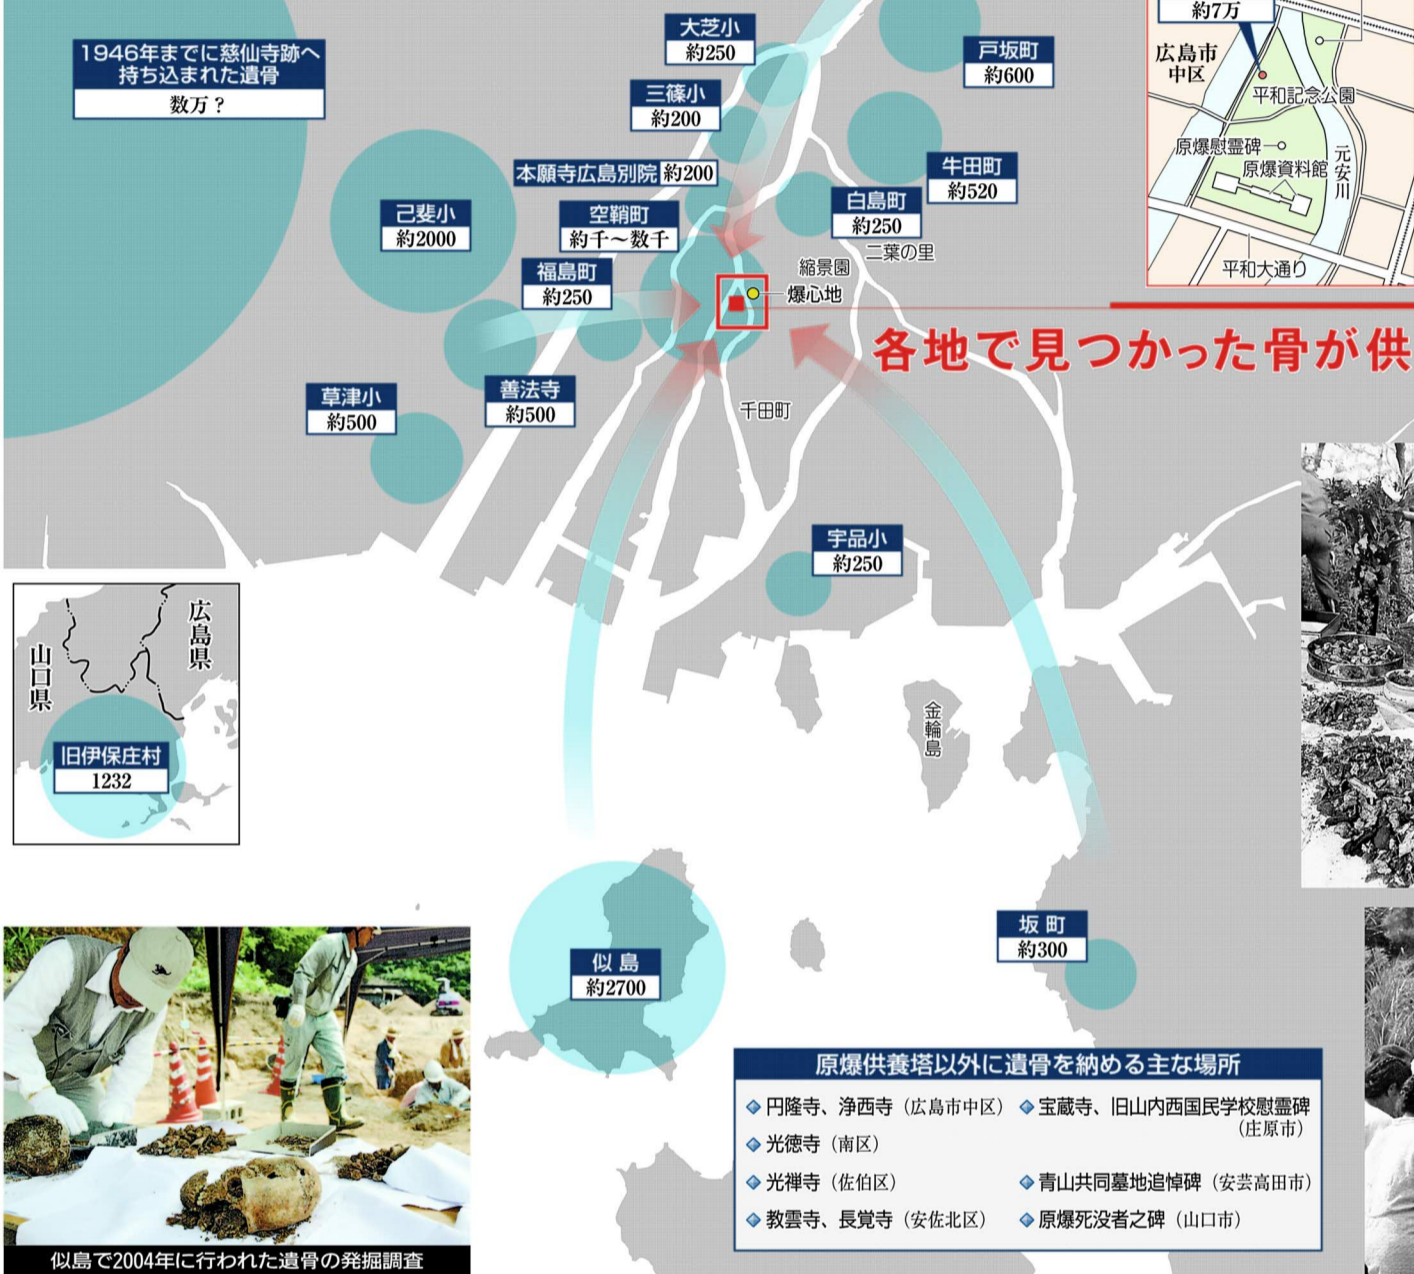 1946年までに慈仙寺跡へ
持ち込まれた遺骨
数万？
大芝小
約250
戸坂町
約600
三篠小
約200
牛田町
約520
本願寺広島別院 約200
白島町
約250
己斐小
約2000
空鞘町
約千〜数千
二葉の里
縮景園
福島町
約250
爆心地
善法寺
約500
草津小
約500
千田町
約7万
広島市
中区
平和記念公園
原爆慰霊碑
原爆資料館
元安川
平和大通り
各地で見つかった骨が供
宇品小
約250
広島県
山口県
旧伊保庄村
1232
金輪島
似島
約2700
坂町
約300
原爆供養塔以外に遺骨を納める主な場所
円隆寺、浄西寺（広島市中区）
光徳寺（南区）
光禅寺（佐伯区）
教雲寺、長覚寺（安佐北区）
宝蔵寺、旧山内西国民学校慰霊碑
（庄原市）
青山共同墓地追悼碑（安芸高田市）
原爆死没者之碑（山口市）
似島で2004年に行われた遺骨の発掘調査